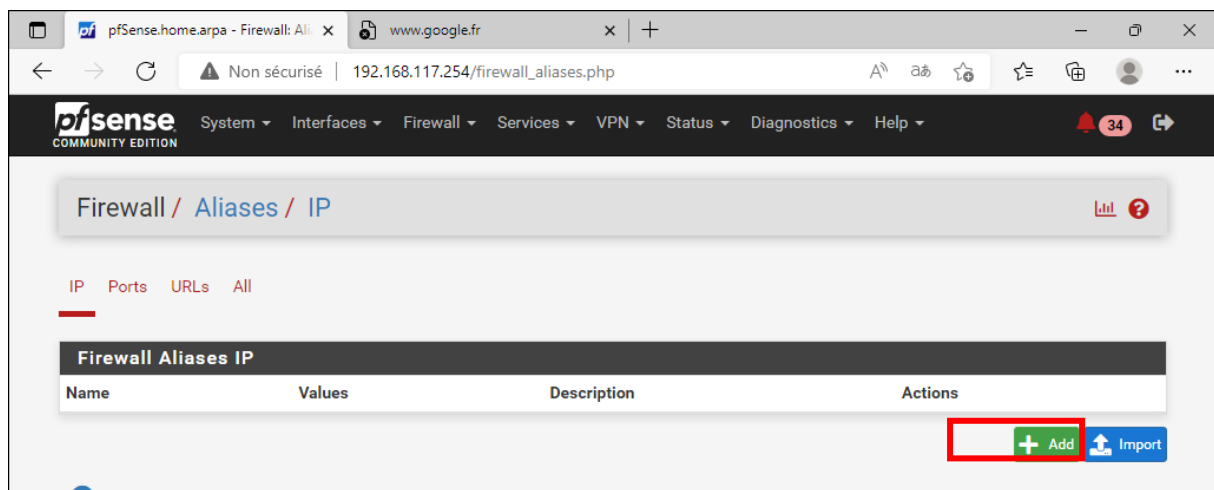 pfSense.home.arpa - Firewall: Ali
www.google.fr
Non sécurisé | 192.168.117.254/firewall_aliases.php
pfsense
COMMUNITY EDITION
System Interfaces Firewall Services VPN Status Diagnostics Help 34
Firewall / Aliases / IP
IP Ports URLs All
Firewall Aliases IP
Name Values Description Actions
Add Import